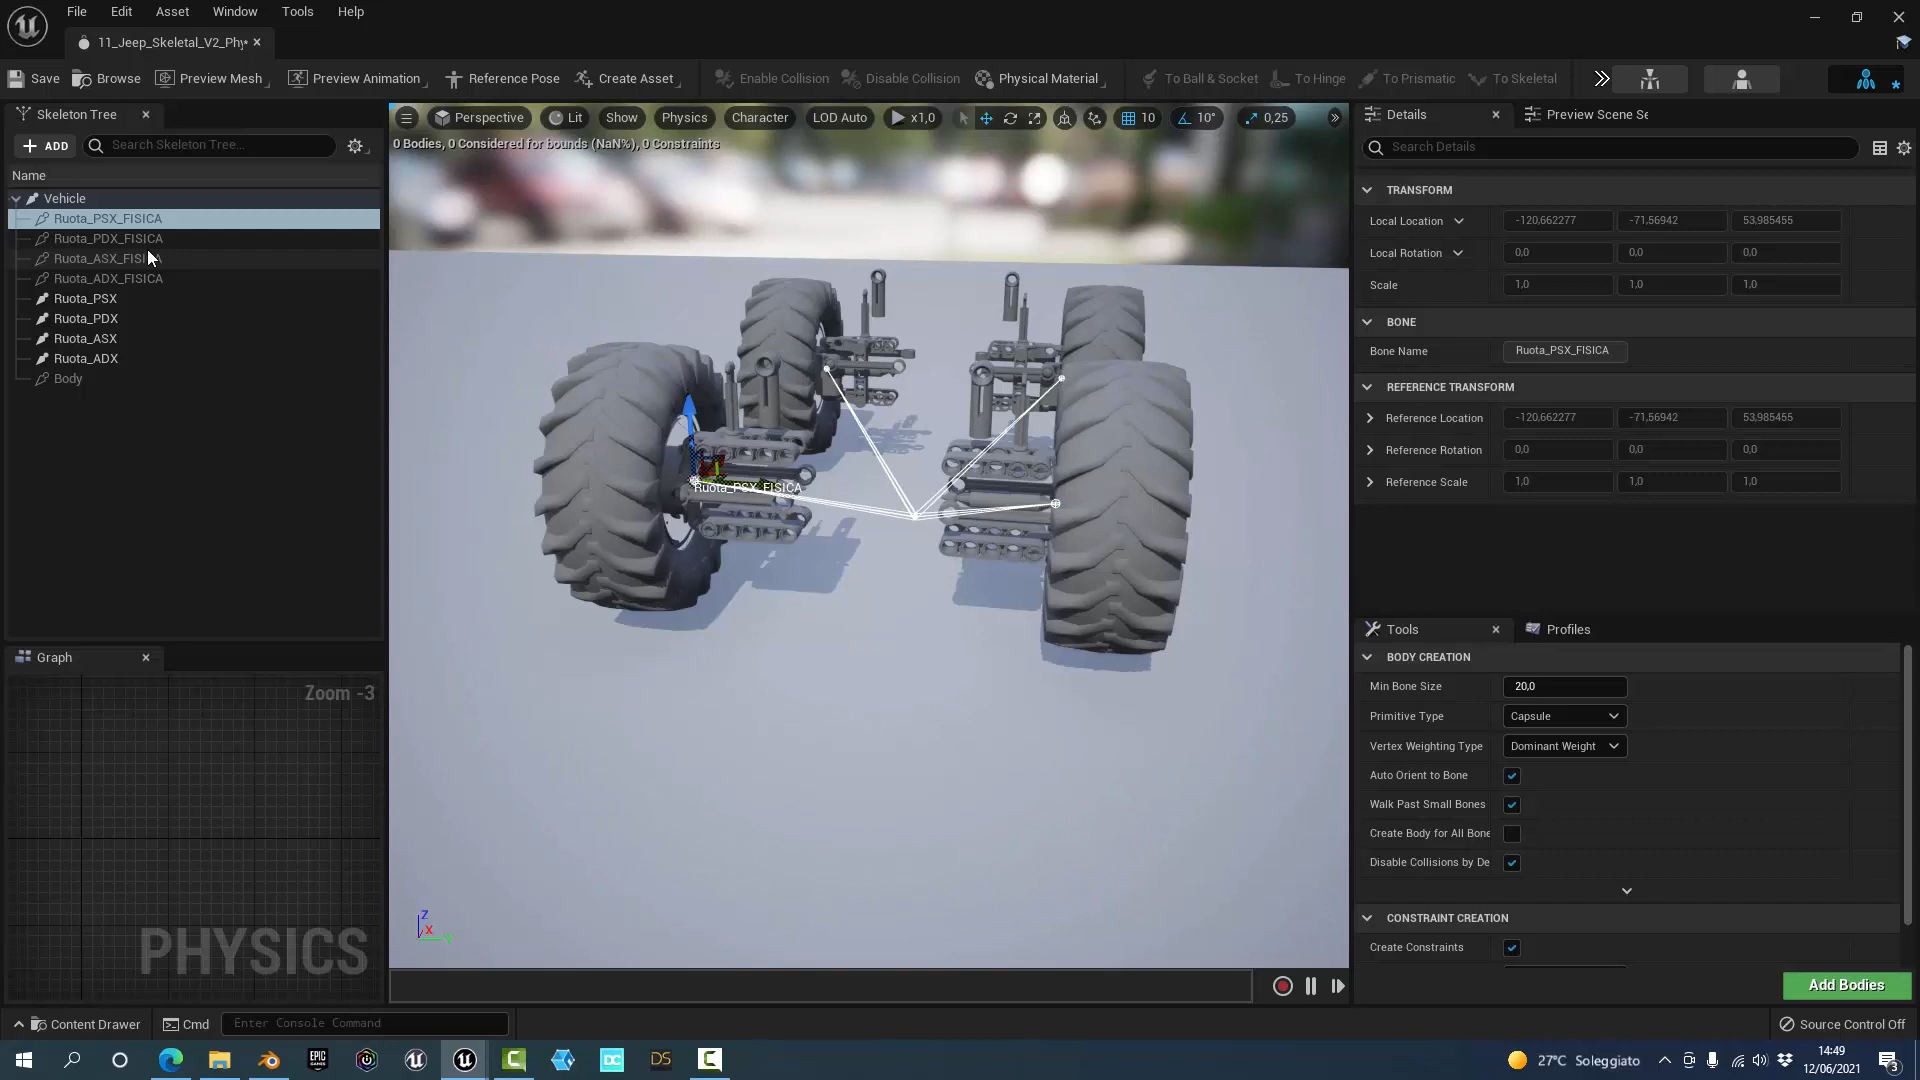 File Edit Asset Window Tools Help
11_Jeep_Skeletal_V2_Phy*
Save Browse Preview Mesh Preview Animation Reference Pose Create Asset Enable Collision Disable Collision Physical Material To Ball & Socket To Hinge To Prismatic To Skeletal
Skeleton Tree
ADD Search Skeleton Tree...
Name
Vehicle
Ruota_PSX_FISICA
Ruota_PDX_FISICA
Ruota_ASX_FISICA
Ruota_ADX_FISICA
Ruota_PSX
Ruota_PDX
Ruota_ASX
Ruota_ADX
Body
Graph
Zoom -3
PHYSICS
Perspective Lit Show Physics Character LOD Auto x1,0 10 10° 0,25
0 Bodies, 0 Considered for bounds (NaN%), 0 Constraints
Ruota_PSX_FISICA
Z
X
Y
Details Preview Scene Se
Search Details
TRANSFORM
Local Location -120,662277 -71,56942 53,985455
Local Rotation 0,0 0,0 0,0
Scale 1,0 1,0 1,0
BONE
Bone Name Ruota_PSX_FISICA
REFERENCE TRANSFORM
Reference Location -120,662277 -71,56942 53,985455
Reference Rotation 0,0 0,0 0,0
Reference Scale 1,0 1,0 1,0
Tools Profiles
BODY CREATION
Min Bone Size 20,0
Primitive Type Capsule
Vertex Weighting Type Dominant Weight
Auto Orient to Bone
Walk Past Small Bones
Create Body for All Bone
Disable Collisions by De
CONSTRAINT CREATION
Create Constraints
Add Bodies
Content Drawer Cmd Enter Console Command Source Control Off
EPIC GAMES DC DS 27°C Soleggiato 14:49
12/06/2021 3